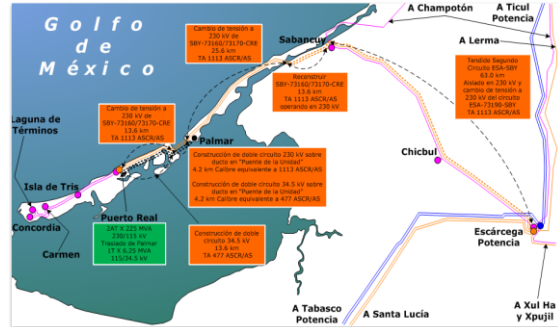 Golfo
de
México
Cambio de tensión a
230 kV de
SBY-73160/73170-CRE
25.6 km
TA 1113 ASCR/AS
Sabancuy
A Champotón
A Ticul
Potencia
A Lerma
Cambio de tensión a
230 kV de
SBY-73160/73170-CRE
13.6 km
TA 1113 ASCR/AS
Reconstruir
SBY-73160/73170-CRE
13.6 km
TA 1113 ASCR/AS
operando en 230 kV
Tendido Segundo
Circuito ESA-SBY
63.0 km
Aislado en 230 kV y
cambio de tensión a
230 kV del circuito
ESA-73190-SBY
TA 1113 ASCR/AS
Laguna de
Términos
Palmar
Construcción de doble circuito 230 kV sobre
ducto en "Puente de la Unidad"
4.2 km Calibre equivalente a 1113 ASCR/AS
Construcción de doble circuito 34.5 kV sobre
ducto en "Puente de la Unidad"
4.2 km Calibre equivalente a 477 ASCR/AS
Chicbul
Isla de Tris
Puerto Real
Concordia
Carmen
2AT X 225 MVA
230/115 kV
Traslado de Palmar
1T X 6.25 MVA
115/34.5 kV
Construcción de doble
circuito 34.5 kV
13.6 km
TA 477 ASCR/AS
Escárcega
Potencia
A Tabasco
Potencia
A Santa Lucía
A Xul Ha
y Xpujil